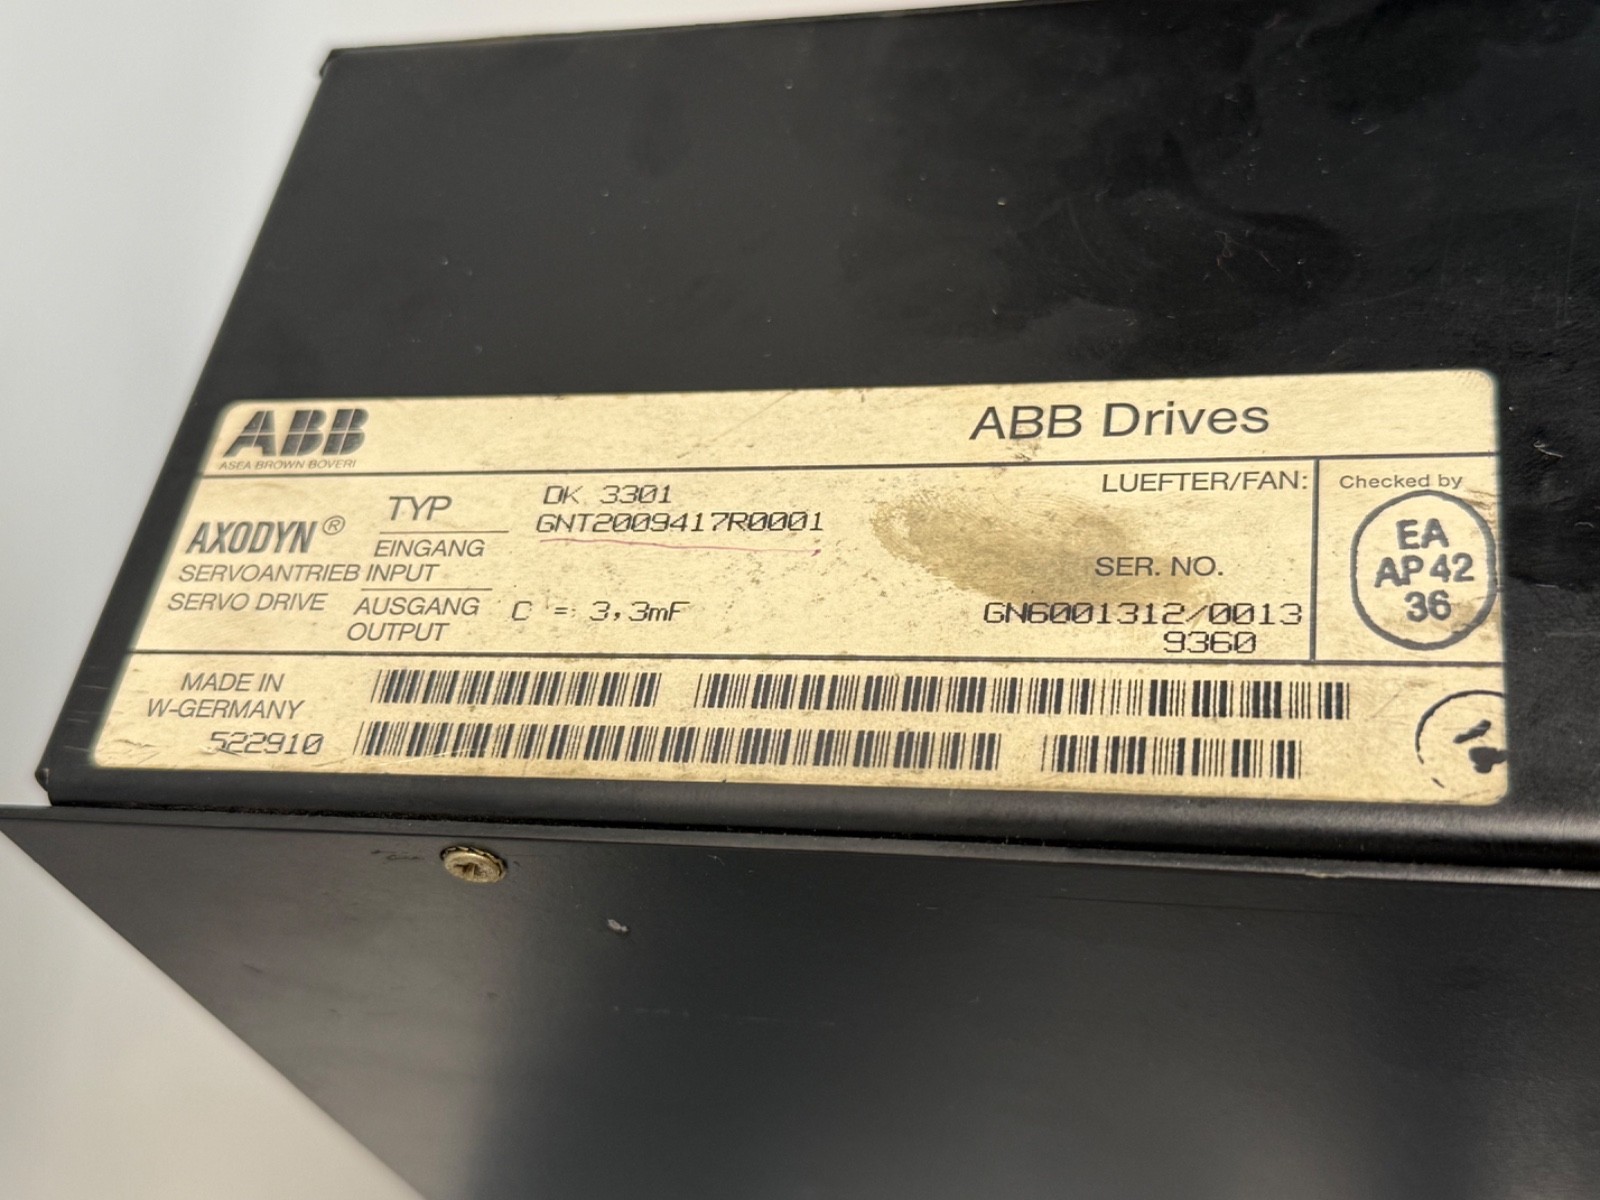 ABB
ASEA BROWN BOVERI
ABB Drives
AXODYN®
SERVOANTRIEB
SERVO DRIVE
TYP
DK 3301
GNT2009417R0001
EINGANG
INPUT
AUSGANG
OUTPUT
C = 3,3mF
LUEFTER/FAN:
SER. NO.
GN6001312/0013
9360
Checked by
EA
AP 42
36
MADE IN
W-GERMANY
522910